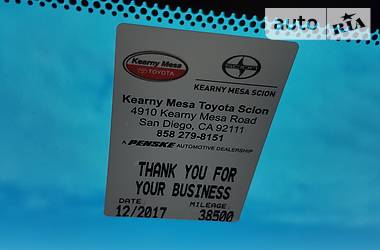 auto RIA
Kearny Mesa
TOYOTA
SCION
KEARNY MESA SCION
Kearny Mesa Toyota Scion
4910 Kearny Mesa Road
San Diego, CA 92111
858 279-8151
A PENSKE AUTOMOTIVE DEALERSHIP
THANK YOU FOR
YOUR BUSINESS
DATE MILEAGE
12/2017 38500